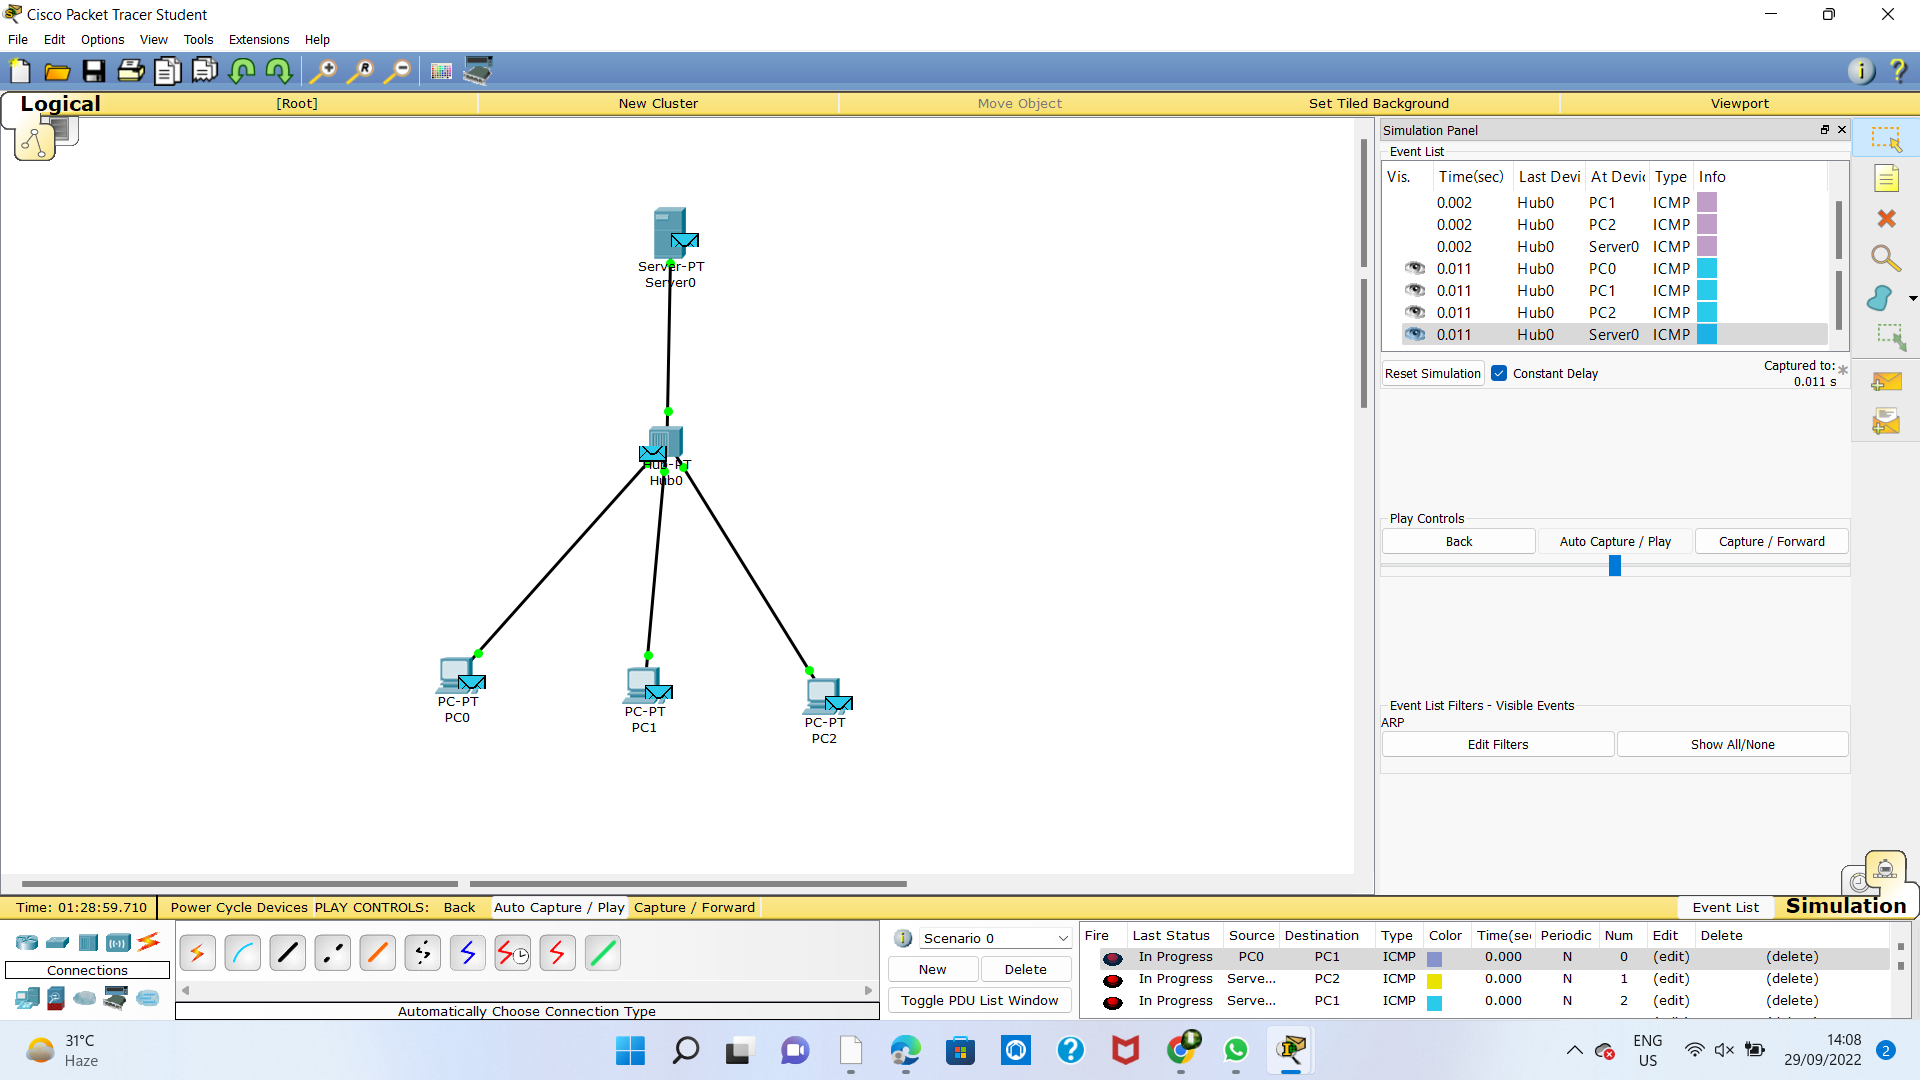 Cisco Packet Tracer Student
File Edit Options View Tools Extensions Help
Logical [Root] New Cluster Move Object Set Tiled Background Viewport
Simulation Panel
Event List
Vis. Time(sec) Last Devi At Devic Type Info
0.002 Hub0 PC1 ICMP
0.002 Hub0 PC2 ICMP
0.002 Hub0 Server0 ICMP
0.011 Hub0 PC0 ICMP
0.011 Hub0 PC1 ICMP
0.011 Hub0 PC2 ICMP
0.011 Hub0 Server0 ICMP
Reset Simulation Constant Delay Captured to: *
0.011 s
Server-PT
Server0
Hub-PT
Hub0
PC-PT
PC0
PC-PT
PC1
PC-PT
PC2
Play Controls
Back Auto Capture / Play Capture / Forward
Event List Filters - Visible Events
ARP
Edit Filters Show All/None
Time: 01:28:59.710 Power Cycle Devices PLAY CONTROLS: Back Auto Capture / Play Capture / Forward Event List Simulation
Connections
Automatically Choose Connection Type
Scenario 0
New Delete
Toggle PDU List Window
Fire Last Status Source Destination Type Color Time(sec Periodic Num Edit Delete
In Progress PC0 PC1 ICMP 0.000 N 0 (edit) (delete)
In Progress Serve... PC2 ICMP 0.000 N 1 (edit) (delete)
In Progress Serve... PC1 ICMP 0.000 N 2 (edit) (delete)
31°C
Haze
ENG
US
14:08
29/09/2022
2